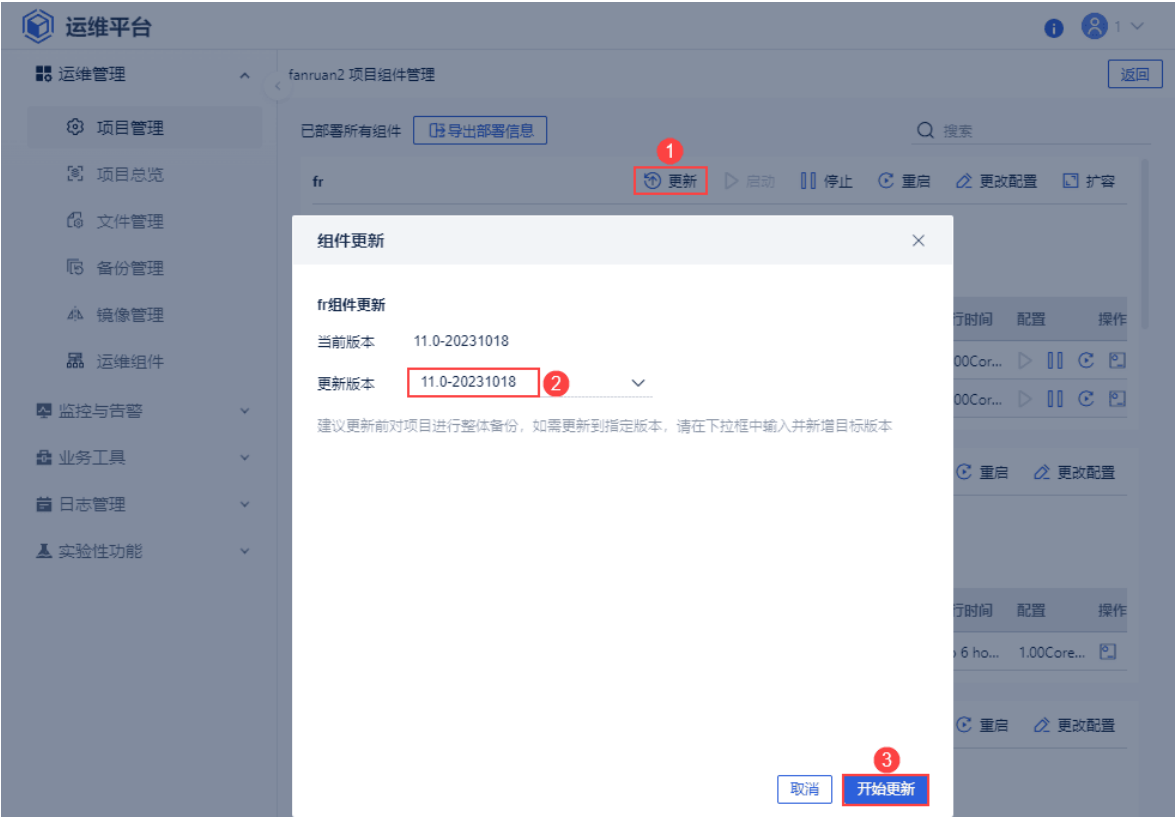 运维平台
1
运维管理
fanruan2 项目组件管理
返回
项目管理
已部署所有组件
导出部署信息
搜索
1
项目总览
fr
更新
启动
停止
重启
更改配置
扩容
文件管理
组件更新
备份管理
fr组件更新
镜像管理
行时间
配置
操作
当前版本
11.0-20231018
运维组件
00Cor...
更新版本
11.0-20231018
2
00Cor...
监控与告警
建议更新前对项目进行整体备份，如需更新到指定版本，请在下拉框中输入并新增目标版本
业务工具
重启
更改配置
日志管理
实验性功能
行时间
配置
操作
6 ho...
1.00Core...
重启
更改配置
3
取消
开始更新